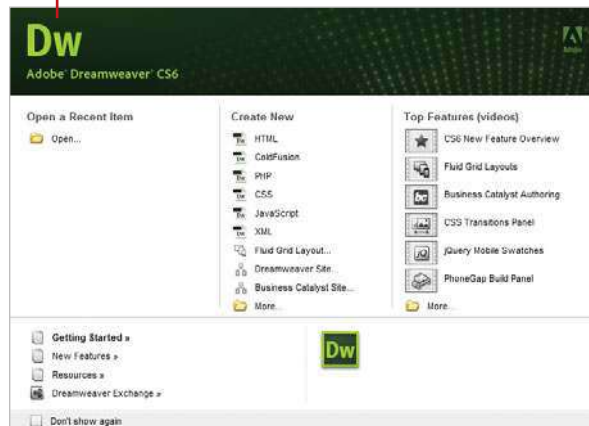 Dw
Adobe® Dreamweaver® CS6
Adobe
Open a Recent Item
Open...
Create New
HTML
ColdFusion
PHP
CSS
JavaScript
XML
Fluid Grid Layout...
Dreamweaver Site...
Business Catalyst Site...
More...
Top Features (videos)
CS6 New Feature Overview
Fluid Grid Layouts
Business Catalyst Authoring
CSS Transitions Panel
jQuery Mobile Swatches
PhoneGap Build Panel
More...
Getting Started »
New Features »
Resources »
Dreamweaver Exchange »
Dw
Don't show again